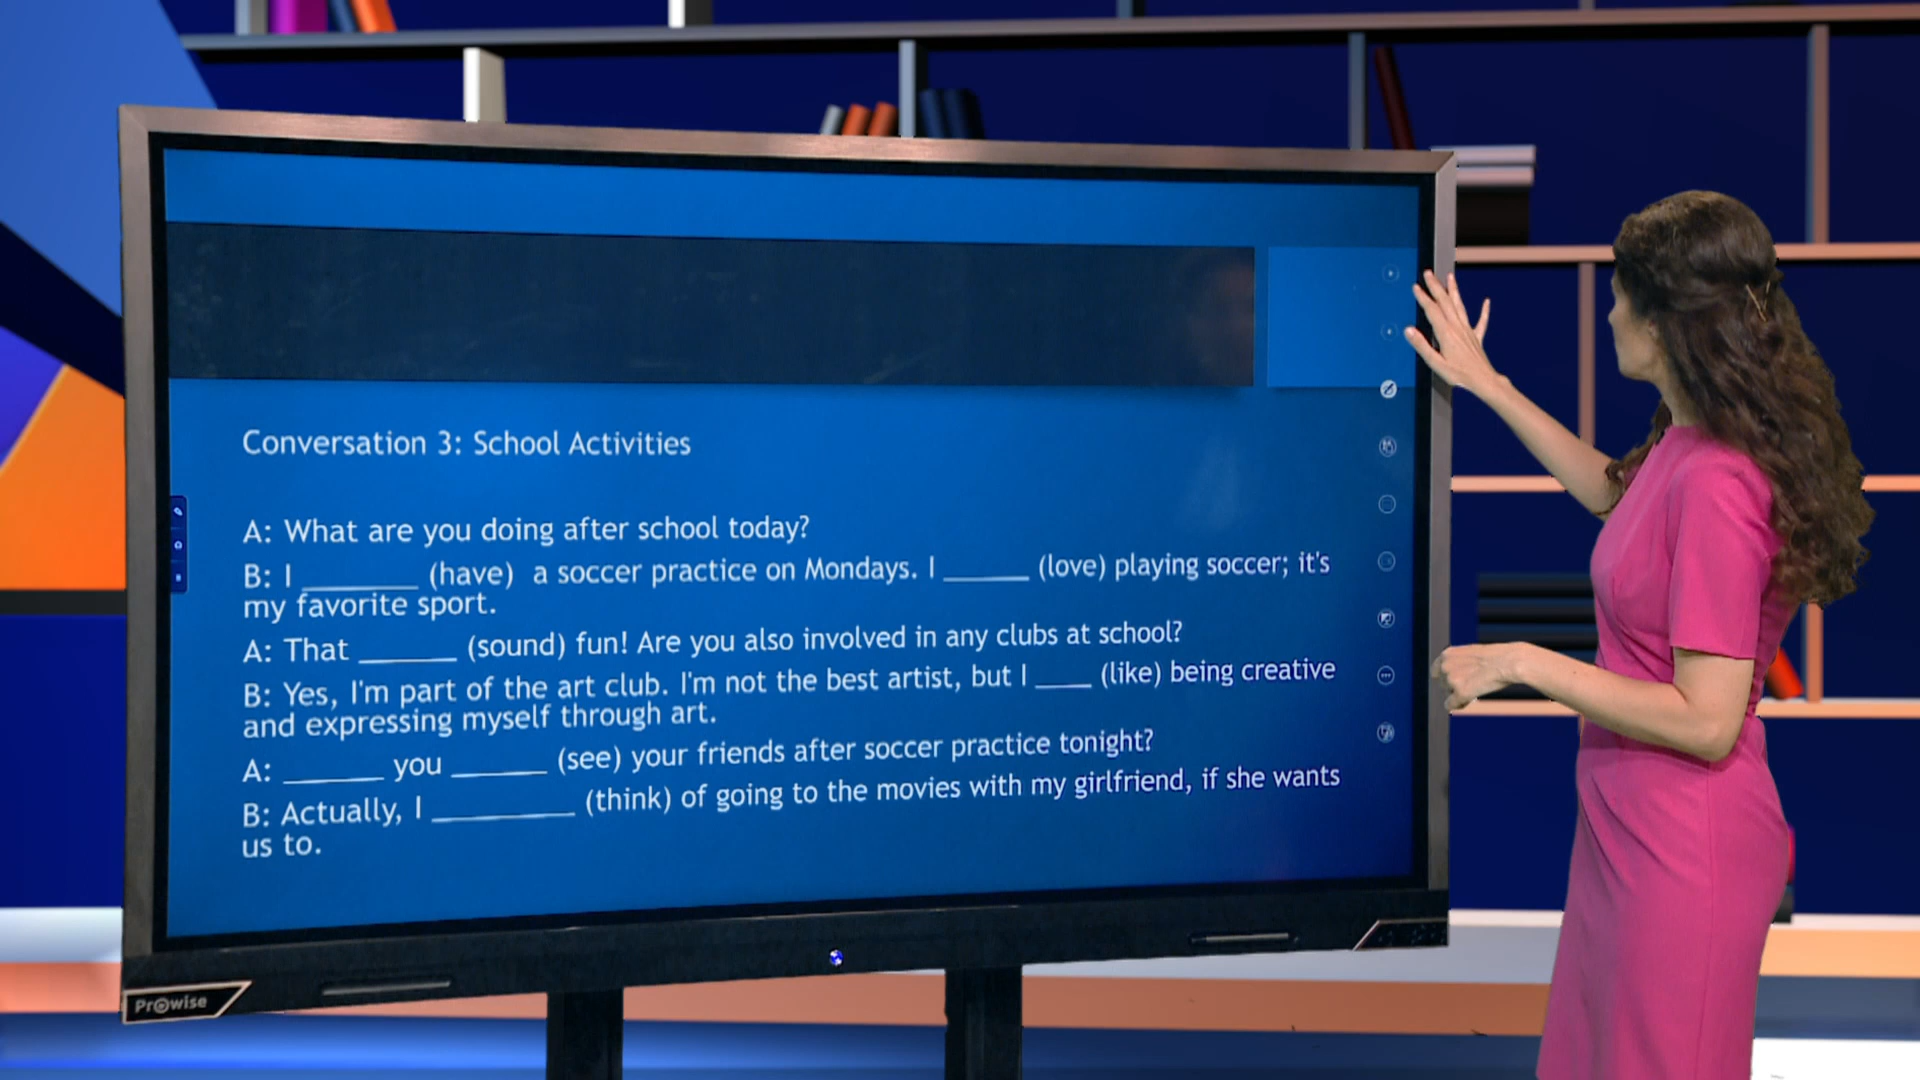 Conversation 3: School Activities
A: What are you doing after school today?
B: I ________ (have)  a soccer practice on Mondays. I ______ (love) playing soccer; it's
my favorite sport.
A: That _______ (sound) fun! Are you also involved in any clubs at school?
B: Yes, I'm part of the art club. I'm not the best artist, but I ____ (like) being creative
and expressing myself through art.
A: _______ you _______ (see) your friends after soccer practice tonight?
B: Actually, I __________ (think) of going to the movies with my girlfriend, if she wants
us to.
Prowise